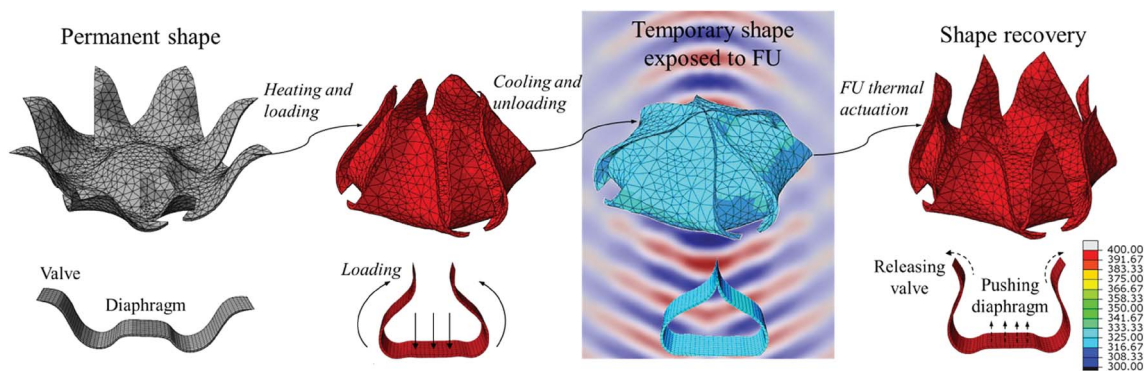 Permanent shape
Heating and
loading
Cooling and
unloading
Temporary shape
exposed to FU
FU thermal
actuation
Shape recovery
Valve
Diaphragm
Loading
Releasing
valve
Pushing
diaphragm
400.00
391.67
383.33
375.00
366.67
358.33
350.00
341.67
333.33
325.00
316.67
308.33
300.00